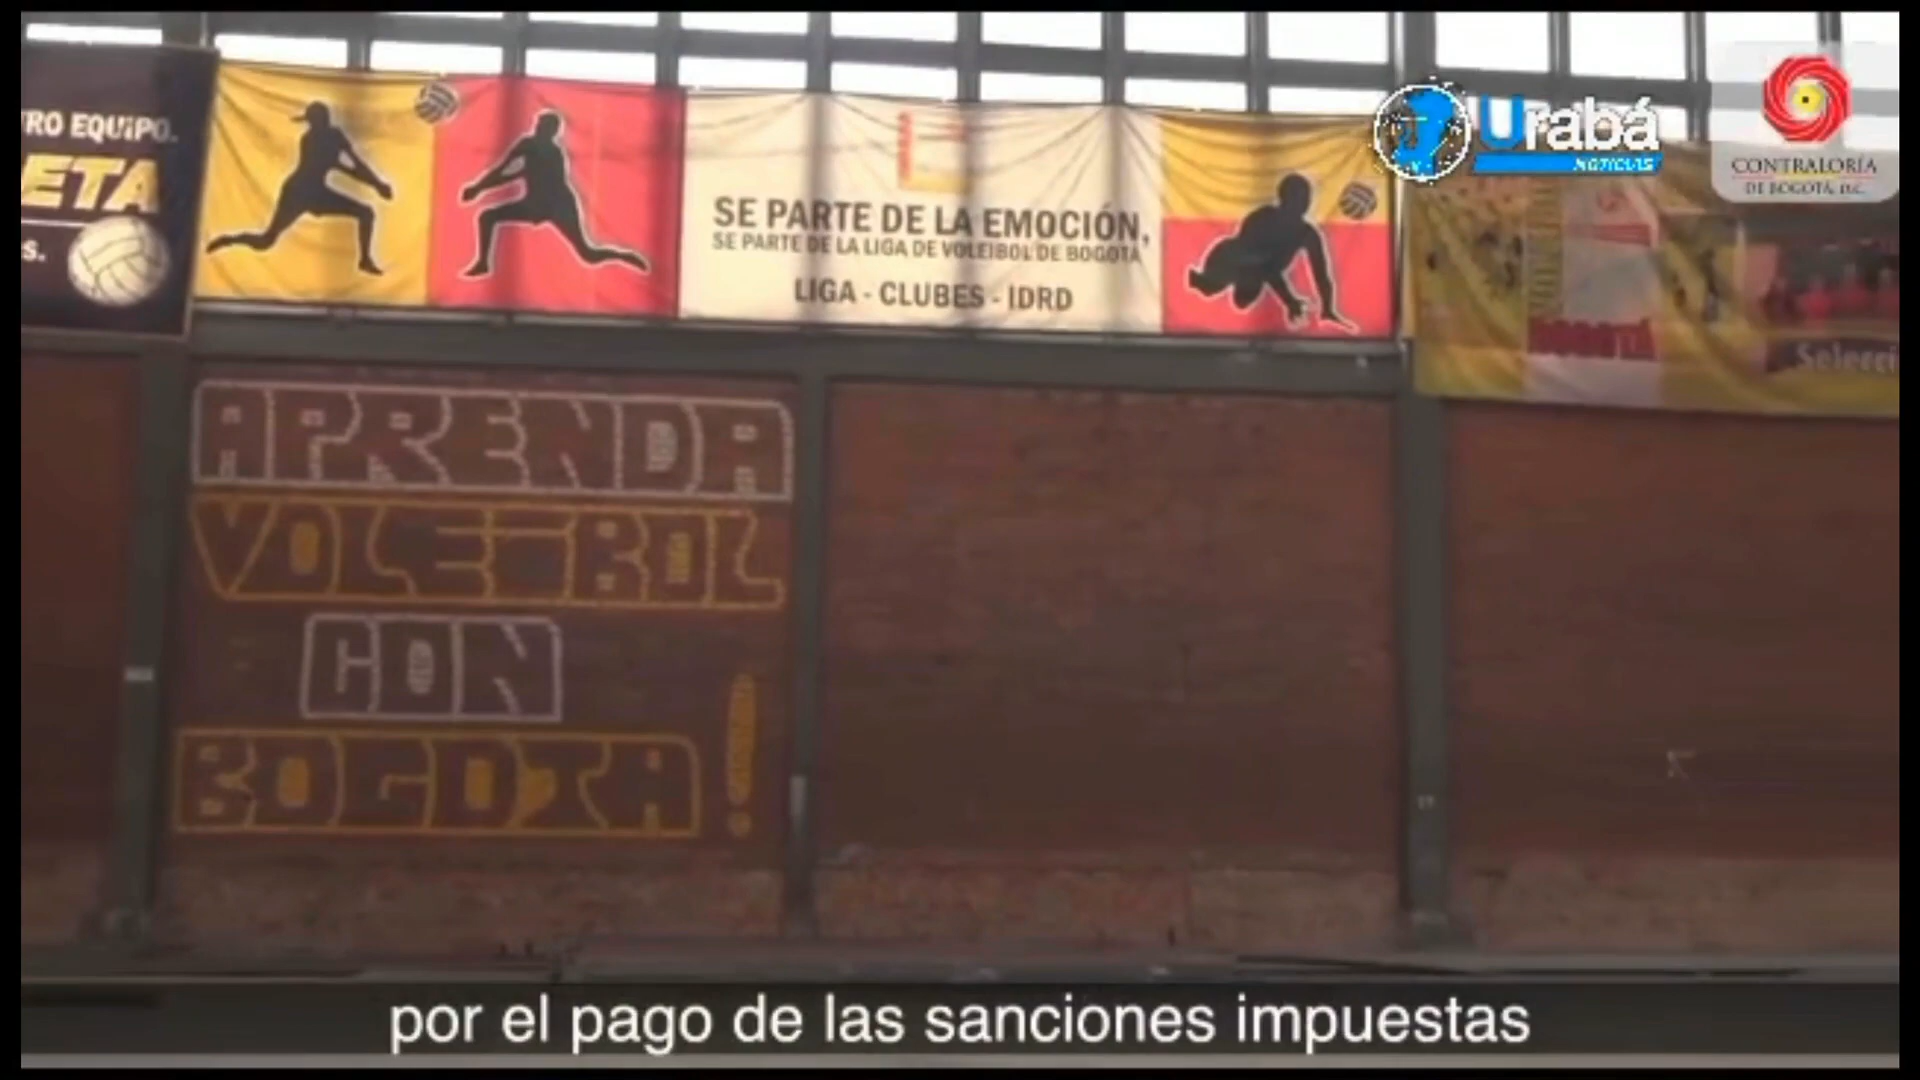 RO EQUIPO.
ETA
S.
SE PARTE DE LA EMOCIÓN,
SE PARTE DE LA LIGA DE VOLEIBOL DE BOGOTÁ
LIGA - CLUBES - IDRD
Urabá
NOTICIAS
CONTRALORÍA
DE BOGOTÁ, D.C.
Selecci
APRENDA
VOLEIBOL
CON
BOGOTA!
por el pago de las sanciones impuestas